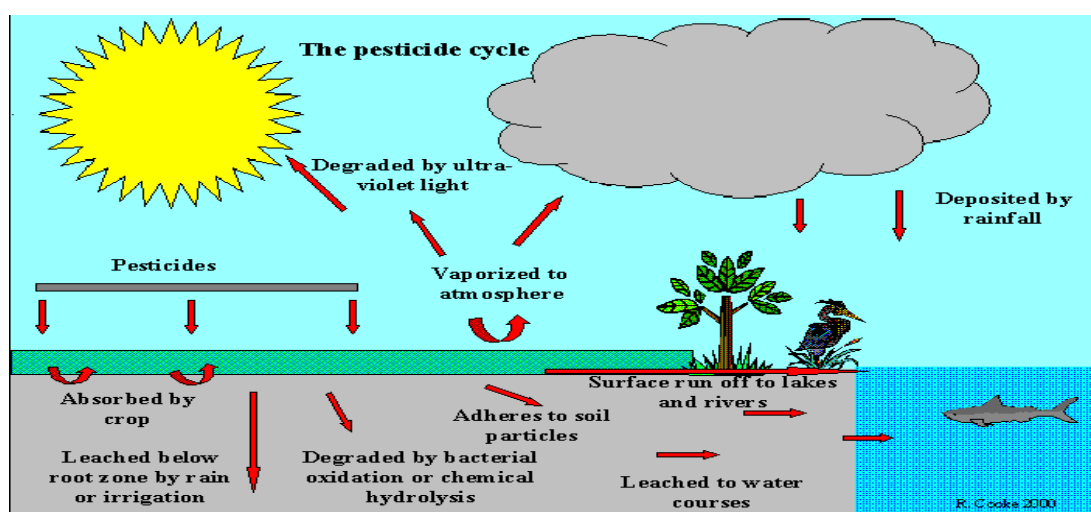 The pesticide cycle
Degraded by ultra-
violet light
Deposited by
rainfall
Pesticides
Vaporized to
atmosphere
Absorbed by
crop
Adheres to soil
particles
Surface run off to lakes
and rivers
Leached below
root zone by rain
or irrigation
Degraded by bacterial
oxidation or chemical
hydrolysis
Leached to water
courses
R. Cooke 2000